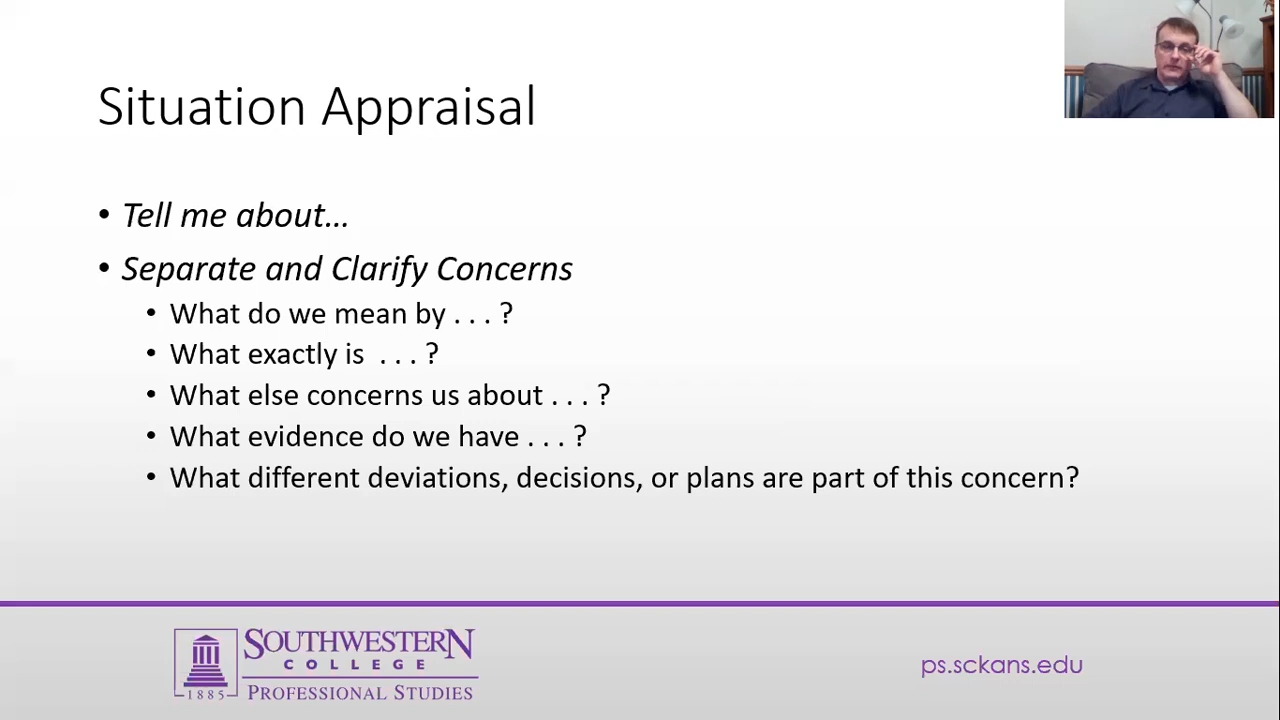 Situation Appraisal
• Tell me about…
• Separate and Clarify Concerns
• What do we mean by . . . ?
• What exactly is  . . . ?
• What else concerns us about . . . ?
• What evidence do we have . . . ?
• What different deviations, decisions, or plans are part of this concern?
SOUTHWESTERN
COLLEGE
1885
PROFESSIONAL STUDIES
ps.sckans.edu